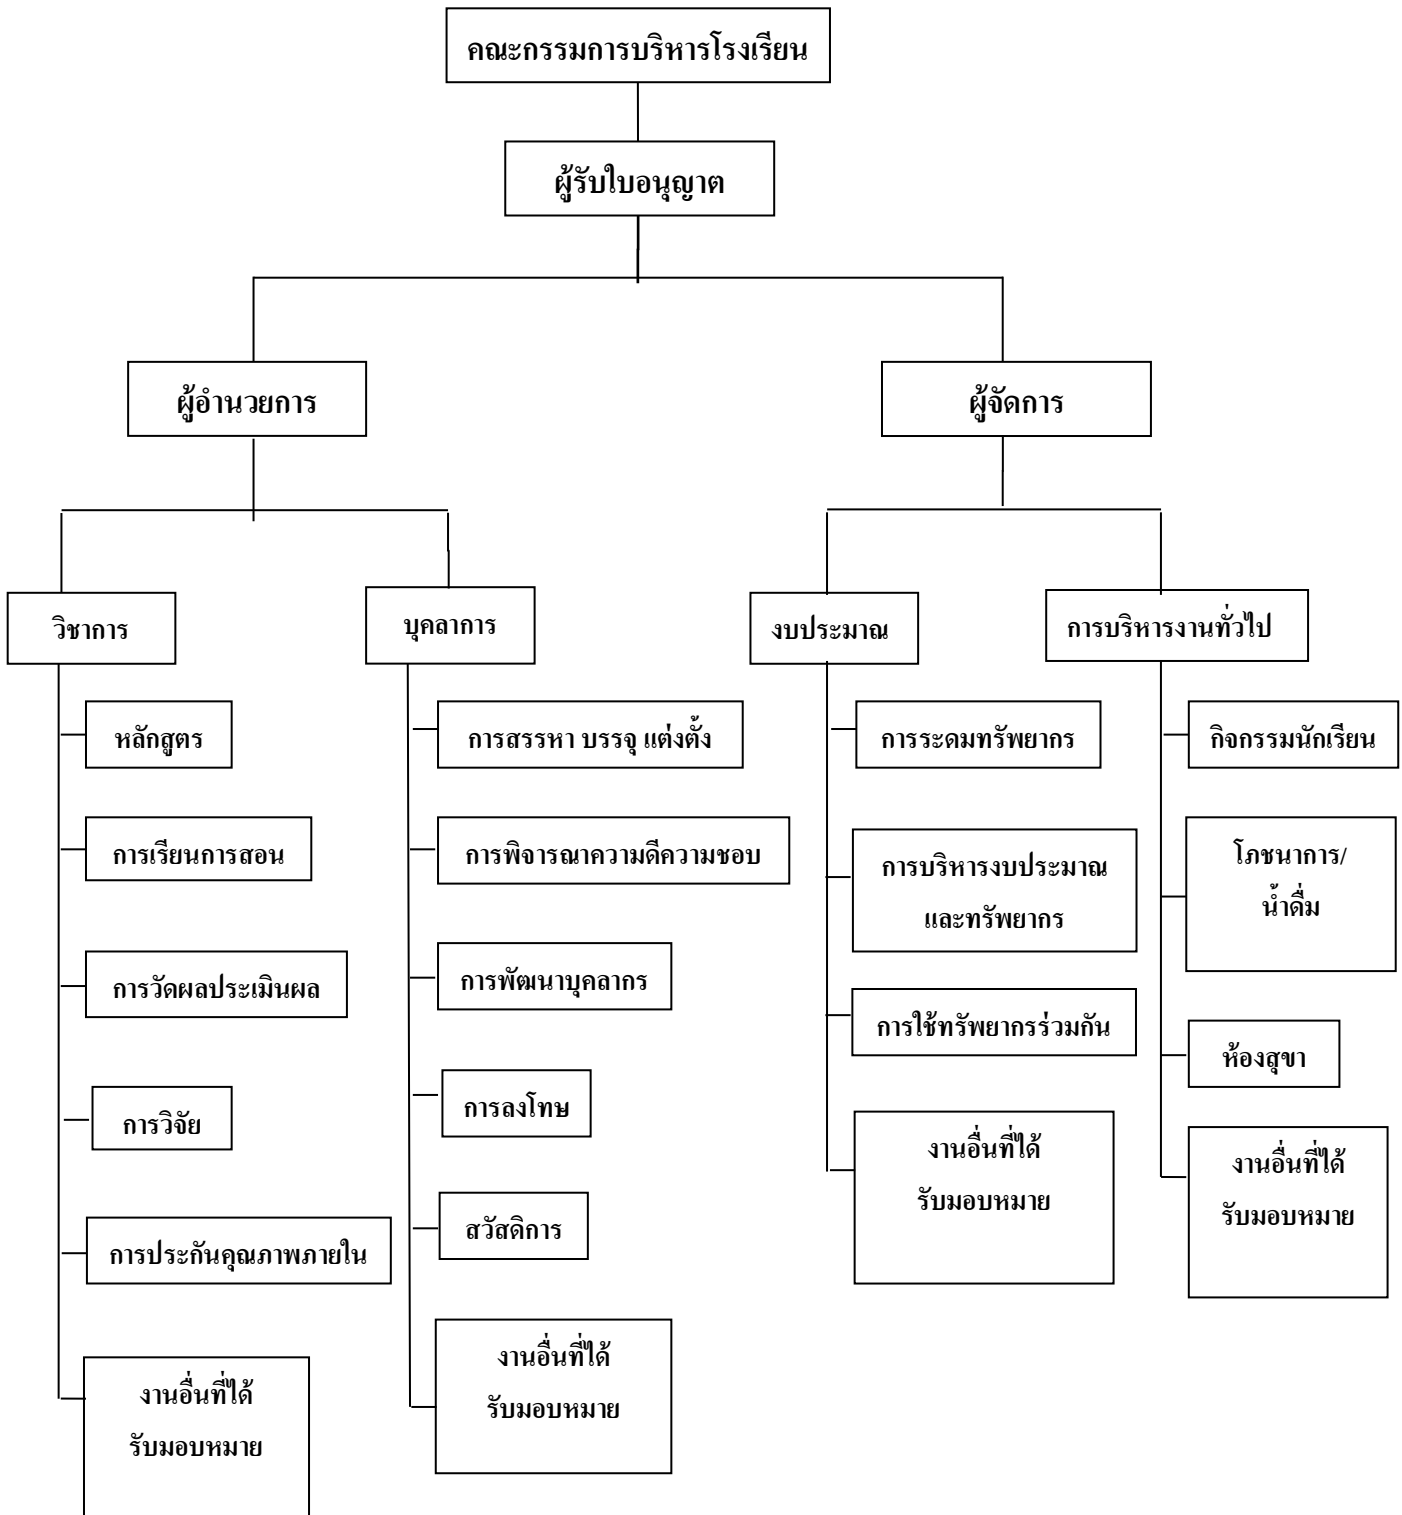 คณะกรรมการบริหารโรงเรียน
ผู้รับใบอนุญาต
ผู้อำนวยการ
ผู้จัดการ
วิชาการ
บุคลาการ
งบประมาณ
การบริหารงานทั่วไป
หลักสูตร
การเรียนการสอน
การวัดผลประเมินผล
การวิจัย
การประกันคุณภาพภายใน
งานอื่นที่ได้
รับมอบหมาย
การสรรหา บรรจุ แต่งตั้ง
การพิจารณาความดีความชอบ
การพัฒนาบุคลากร
การลงโทษ
สวัสดิการ
งานอื่นที่ได้
รับมอบหมาย
การระดมทรัพยากร
การบริหารงบประมาณ
และทรัพยากร
การใช้ทรัพยากรร่วมกัน
งานอื่นที่ได้
รับมอบหมาย
กิจกรรมนักเรียน
โภชนาการ/
น้ำดื่ม
ห้องสุขา
งานอื่นที่ได้
รับมอบหมาย